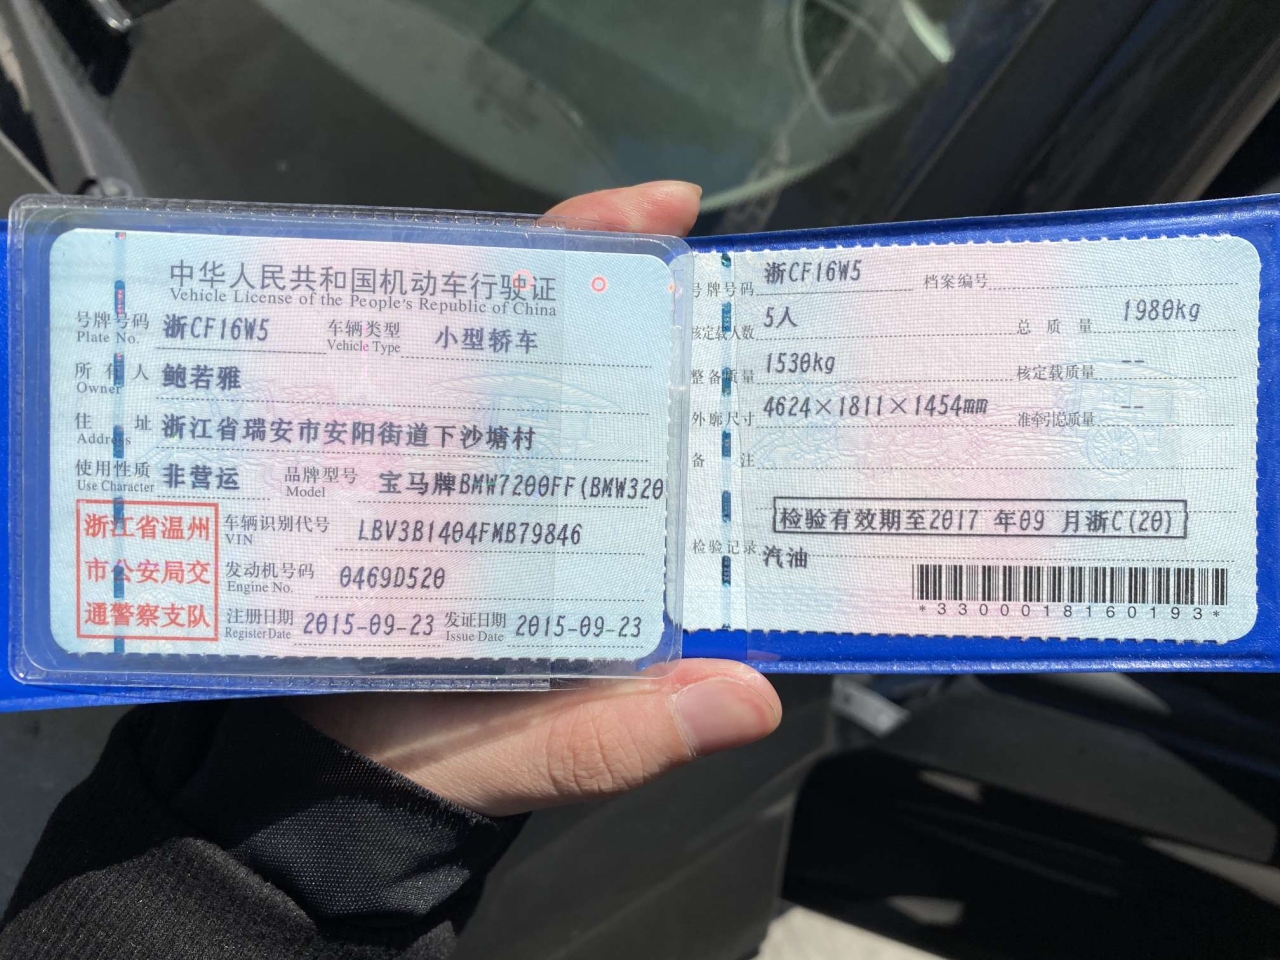 中华人民共和国机动车行驶证
Vehicle License of the People's Republic of China
号牌号码 浙CF16W5 车辆类型 小型轿车
Plate No. Vehicle Type
所有人 鲍若雅
Owner
住址 浙江省瑞安市安阳街道下沙塘村
Address
使用性质 非营运 品牌型号 宝马牌BMW7200FF(BMW320
Use Character Model
浙江省温州
市公安局交
通警察支队
车辆识别代号 LBV3B1404FMB79846
VIN
发动机号码 0469D520
Engine No.
注册日期 2015-09-23 发证日期 2015-09-23
Register Date Issue Date
号牌号码 浙CF16W5 档案编号
核定载人数 5人 总质量 1980kg
整备质量 1530kg 核定载质量 --
外廓尺寸 4624×1811×1454mm 准牵引总质量 --
备注
检验有效期至2017 年09 月浙C(20)
检验记录 汽油
*3300018160193*